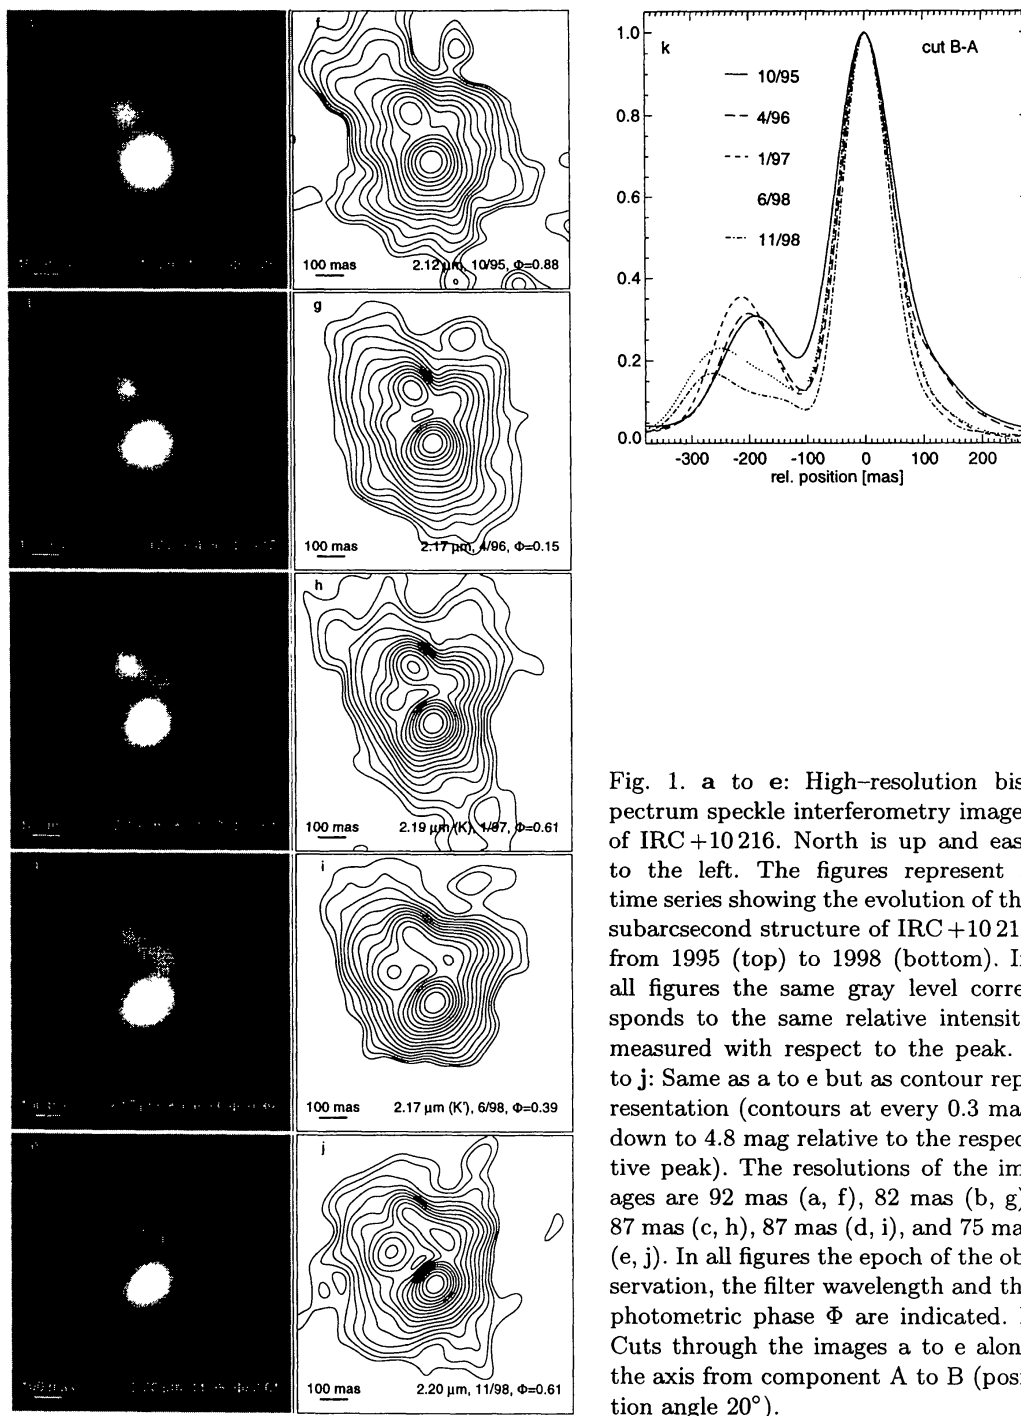 f
100 mas 2.12 µm, 10/95, Φ=0.88
g
100 mas 2.17 µm, 4/96, Φ=0.15
h
100 mas 2.19 µm (K), 1/97, Φ=0.61
i
100 mas 2.17 µm (K'), 6/98, Φ=0.39
j
100 mas 2.20 µm, 11/98, Φ=0.61
k cut B-A
10/95
4/96
1/97
6/98
11/98
1.0
0.8
0.6
0.4
0.2
0.0
-300 -200 -100 0 100 200
rel. position [mas]
Fig. 1. a to e: High–resolution bis
pectrum speckle interferometry image
of IRC +10 216. North is up and eas
to the left. The figures represent
time series showing the evolution of th
subarcsecond structure of IRC +10 21
from 1995 (top) to 1998 (bottom). I
all figures the same gray level corre
sponds to the same relative intensit
measured with respect to the peak.
to j: Same as a to e but as contour rep
resentation (contours at every 0.3 ma
down to 4.8 mag relative to the respec
tive peak). The resolutions of the im
ages are 92 mas (a, f), 82 mas (b, g)
87 mas (c, h), 87 mas (d, i), and 75 ma
(e, j). In all figures the epoch of the ob
servation, the filter wavelength and th
photometric phase Φ are indicated.
Cuts through the images a to e alon
the axis from component A to B (posi
tion angle 20°).